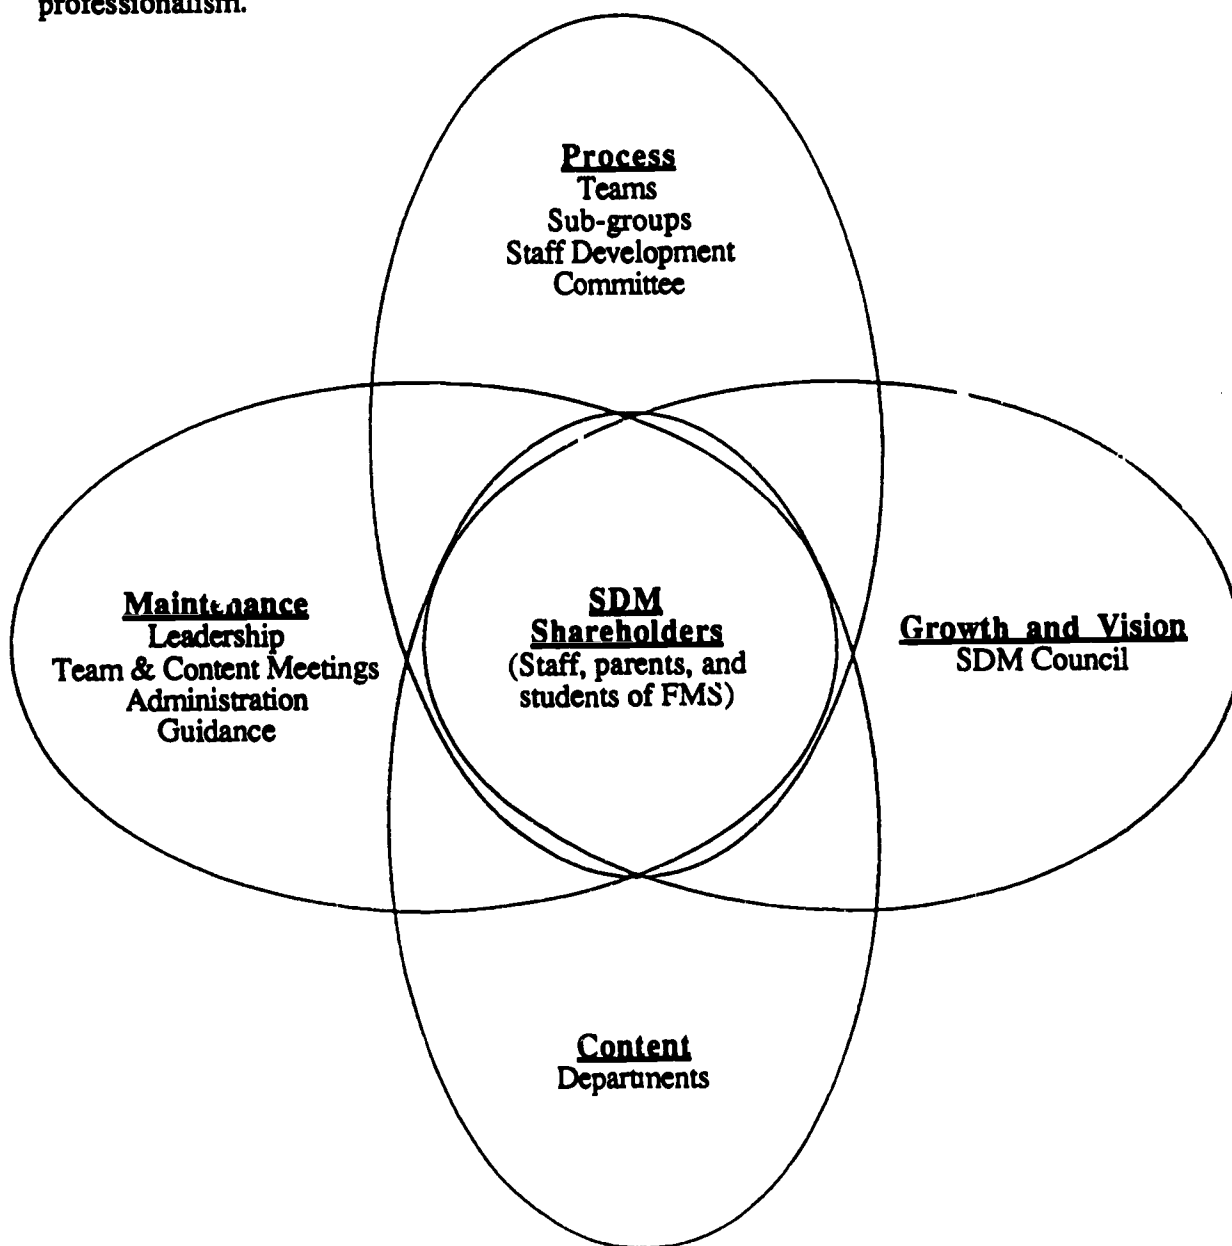 professionalism.
Process
Teams
Sub-groups
Staff Development
Committee
Maintenance
Leadership
Team & Content Meetings
Administration
Guidance
SDM
Shareholders
(Staff, parents, and
students of FMS)
Growth and Vision
SDM Council
Content
Departments